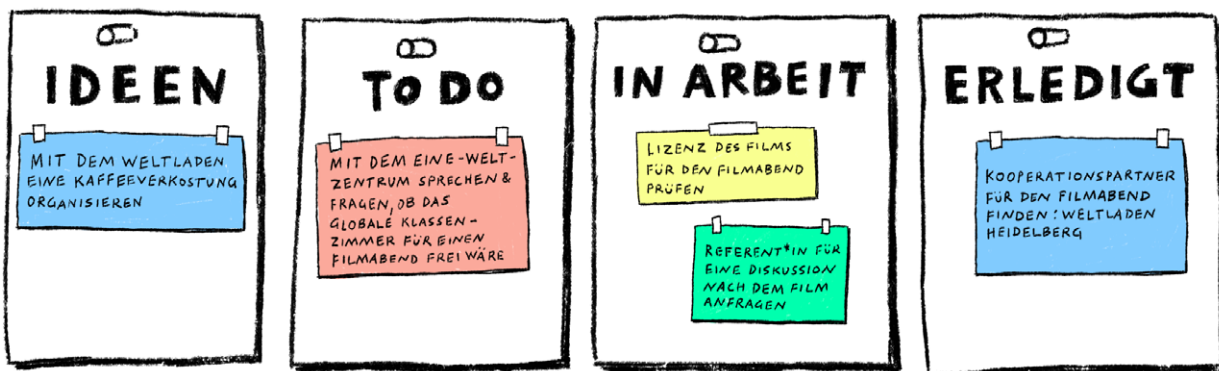 IDEEN
MIT DEM WELTLADEN
EINE KAFFEEVERKOSTUNG
ORGANISIEREN
TO DO
MIT DEM EINE-WELT-
ZENTRUM SPRECHEN &
FRAGEN, OB DAS
GLOBALE KLASSEN-
ZIMMER FÜR EINEN
FILMABEND FREI WÄRE
IN ARBEIT
LIZENZ DES FILMS
FÜR DEN FILMABEND
PRÜFEN
REFERENT*IN FÜR
EINE DISKUSSION
NACH DEM FILM
ANFRAGEN
ERLEDIGT
KOOPERATIONSPARTNER
FÜR DEN FILMABEND
FINDEN: WELTLADEN
HEIDELBERG